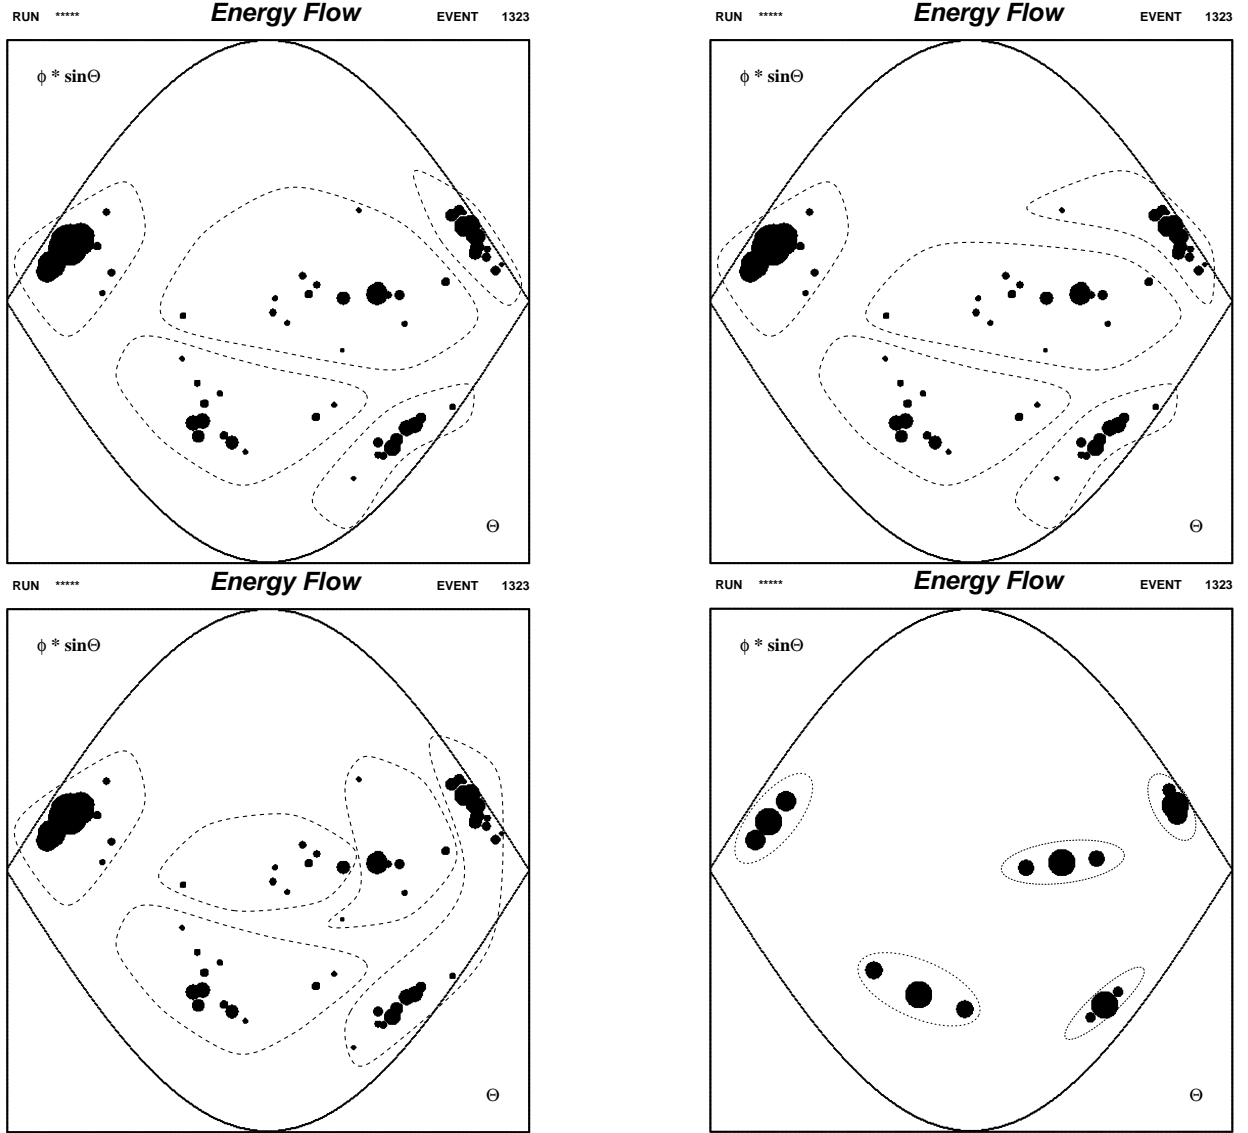 RUN ***** Energy Flow EVENT 1323
RUN ***** Energy Flow EVENT 1323
ϕ * sinΘ
ϕ * sinΘ
Θ
Θ
RUN ***** Energy Flow EVENT 1323
RUN ***** Energy Flow EVENT 1323
ϕ * sinΘ
ϕ * sinΘ
Θ
Θ